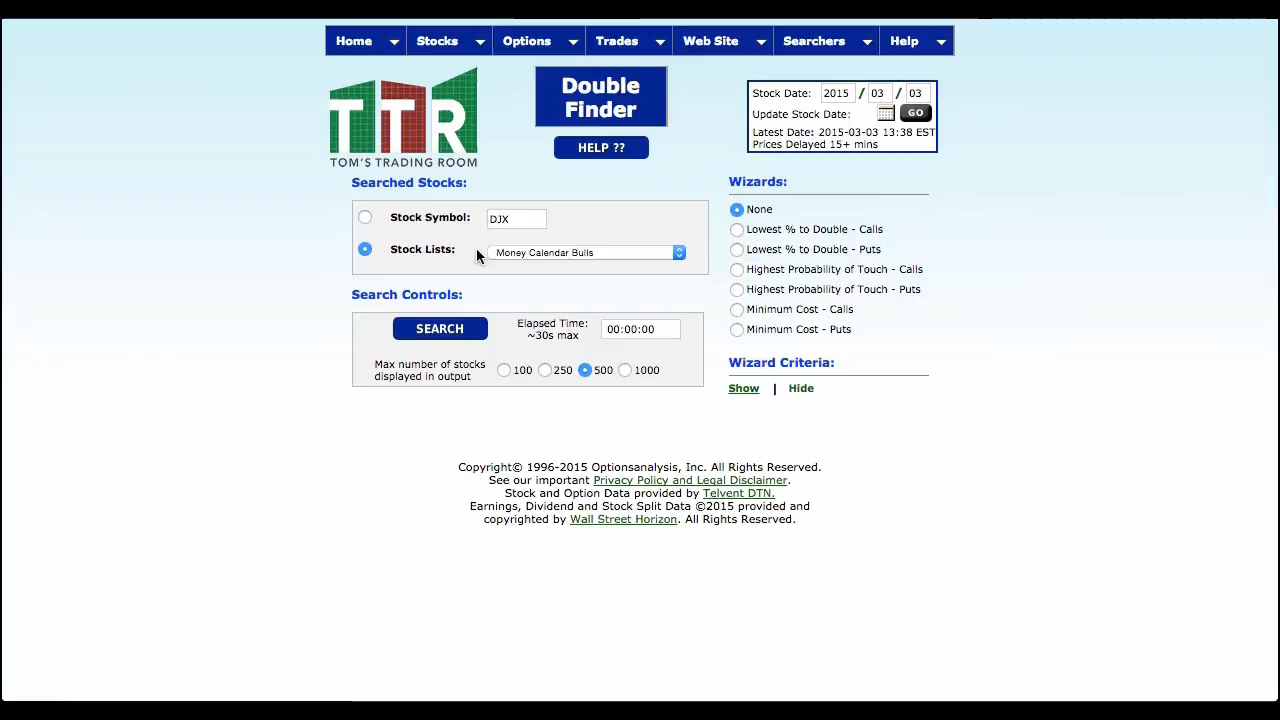 Home Stocks Options Trades Web Site Searchers Help
TTR
TOM'S TRADING ROOM
Double
Finder
HELP ??
Stock Date: 2015 / 03 / 03
Update Stock Date: GO
Latest Date: 2015-03-03 13:38 EST
Prices Delayed 15+ mins
Searched Stocks:
Stock Symbol: DJX
Stock Lists: Money Calendar Bulls
Search Controls:
SEARCH
Elapsed Time:
~30s max
00:00:00
Max number of stocks
displayed in output
100 250 500 1000
Wizards:
None
Lowest % to Double - Calls
Lowest % to Double - Puts
Highest Probability of Touch - Calls
Highest Probability of Touch - Puts
Minimum Cost - Calls
Minimum Cost - Puts
Wizard Criteria:
Show | Hide
Copyright© 1996-2015 Optionsanalysis, Inc. All Rights Reserved.
See our important Privacy Policy and Legal Disclaimer.
Stock and Option Data provided by Telvent DTN.
Earnings, Dividend and Stock Split Data ©2015 provided and
copyrighted by Wall Street Horizon. All Rights Reserved.